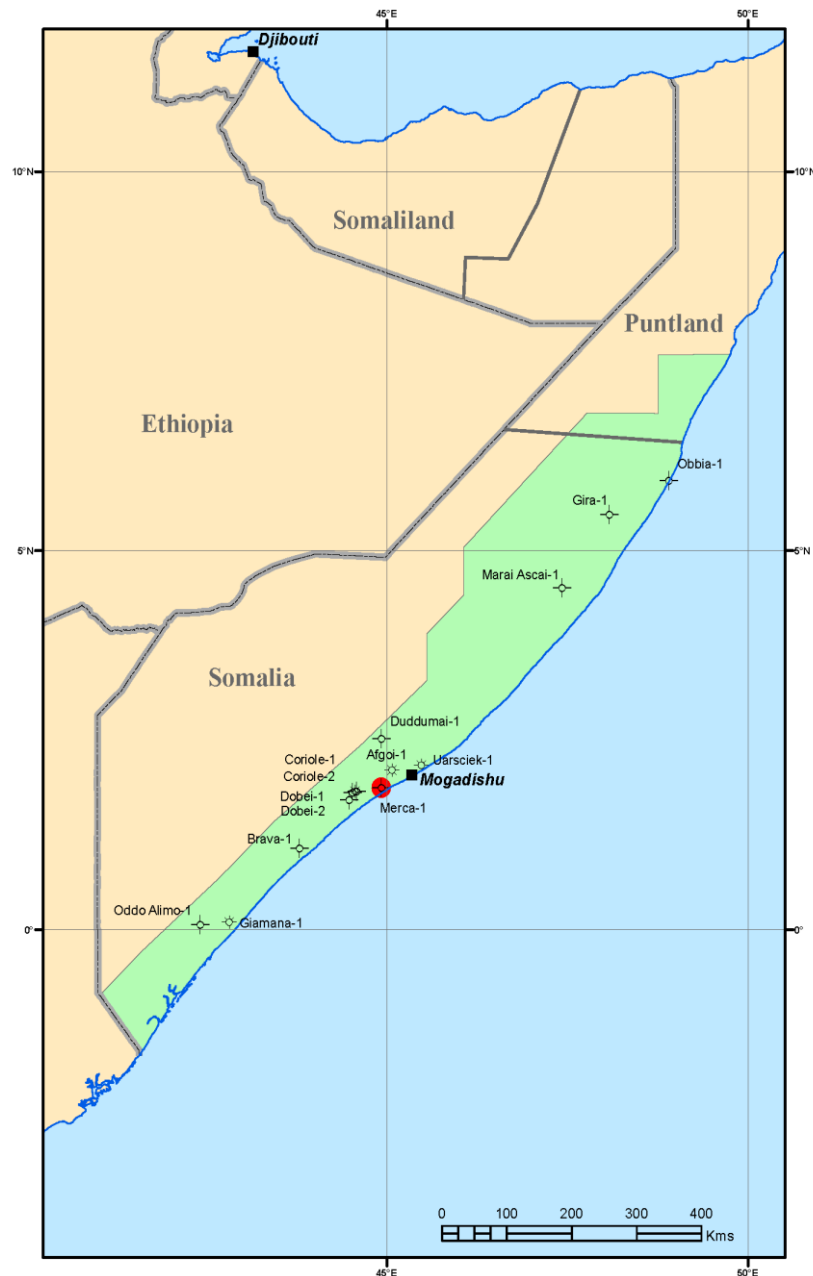 45°E
50°E
Djibouti
10°N
10°N
Somaliland
Puntland
Ethiopia
Obbia-1
Gira-1
5°N
5°N
Marai Ascai-1
Somalia
Duddumai-1
Coriole-1
Afgoi-1
Uarsciek-1
Coriole-2
Mogadishu
Dobei-1
Dobei-2
Merca-1
Brava-1
Oddo Alimo-1
Giamana-1
0°
0°
0 100 200 300 400
Kms
45°E
50°E